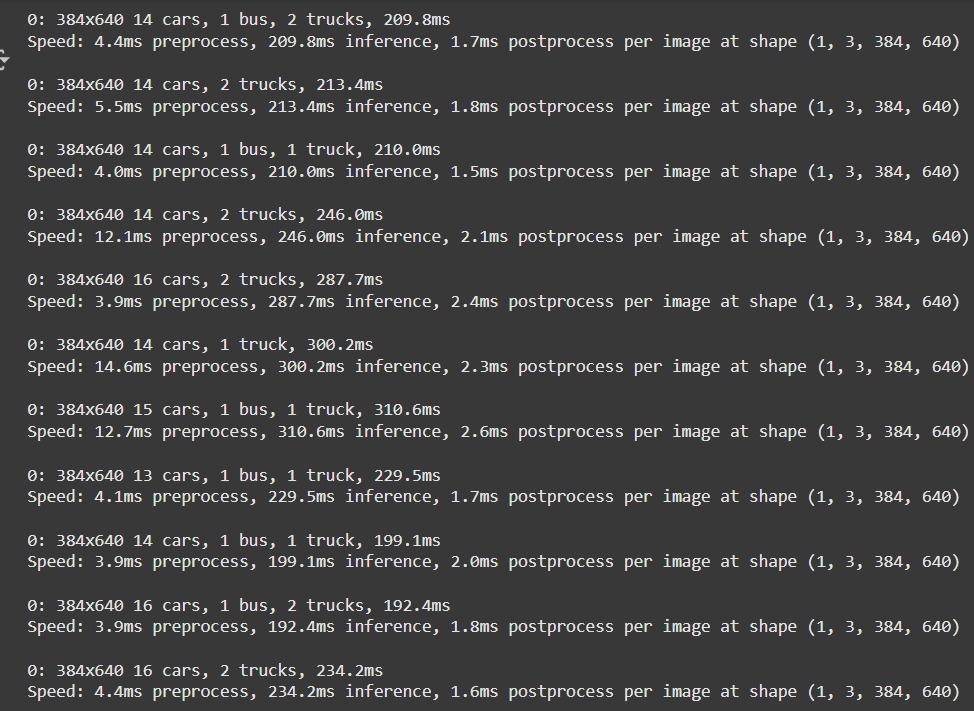 0: 384x640 14 cars, 1 bus, 2 trucks, 209.8ms
Speed: 4.4ms preprocess, 209.8ms inference, 1.7ms postprocess per image at shape (1, 3, 384, 640)
0: 384x640 14 cars, 2 trucks, 213.4ms
Speed: 5.5ms preprocess, 213.4ms inference, 1.8ms postprocess per image at shape (1, 3, 384, 640)
0: 384x640 14 cars, 1 bus, 1 truck, 210.0ms
Speed: 4.0ms preprocess, 210.0ms inference, 1.5ms postprocess per image at shape (1, 3, 384, 640)
0: 384x640 14 cars, 2 trucks, 246.0ms
Speed: 12.1ms preprocess, 246.0ms inference, 2.1ms postprocess per image at shape (1, 3, 384, 640)
0: 384x640 16 cars, 2 trucks, 287.7ms
Speed: 3.9ms preprocess, 287.7ms inference, 2.4ms postprocess per image at shape (1, 3, 384, 640)
0: 384x640 14 cars, 1 truck, 300.2ms
Speed: 14.6ms preprocess, 300.2ms inference, 2.3ms postprocess per image at shape (1, 3, 384, 640)
0: 384x640 15 cars, 1 bus, 1 truck, 310.6ms
Speed: 12.7ms preprocess, 310.6ms inference, 2.6ms postprocess per image at shape (1, 3, 384, 640)
0: 384x640 13 cars, 1 bus, 1 truck, 229.5ms
Speed: 4.1ms preprocess, 229.5ms inference, 1.7ms postprocess per image at shape (1, 3, 384, 640)
0: 384x640 14 cars, 1 bus, 1 truck, 199.1ms
Speed: 3.9ms preprocess, 199.1ms inference, 2.0ms postprocess per image at shape (1, 3, 384, 640)
0: 384x640 16 cars, 1 bus, 2 trucks, 192.4ms
Speed: 3.9ms preprocess, 192.4ms inference, 1.8ms postprocess per image at shape (1, 3, 384, 640)
0: 384x640 16 cars, 2 trucks, 234.2ms
Speed: 4.4ms preprocess, 234.2ms inference, 1.6ms postprocess per image at shape (1, 3, 384, 640)